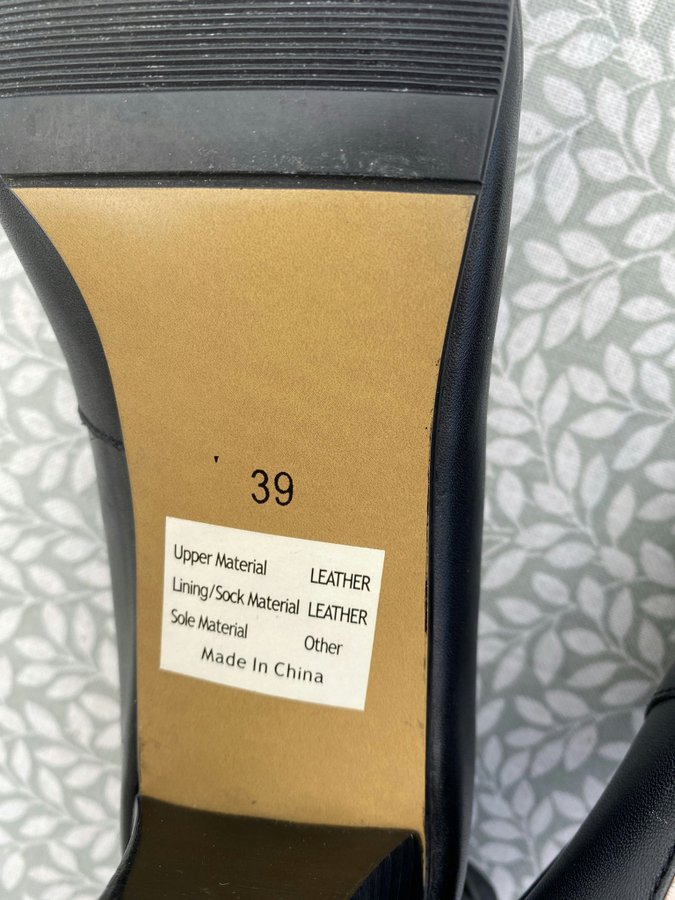 39
Upper Material LEATHER
Lining/Sock Material LEATHER
Sole Material Other
Made In China